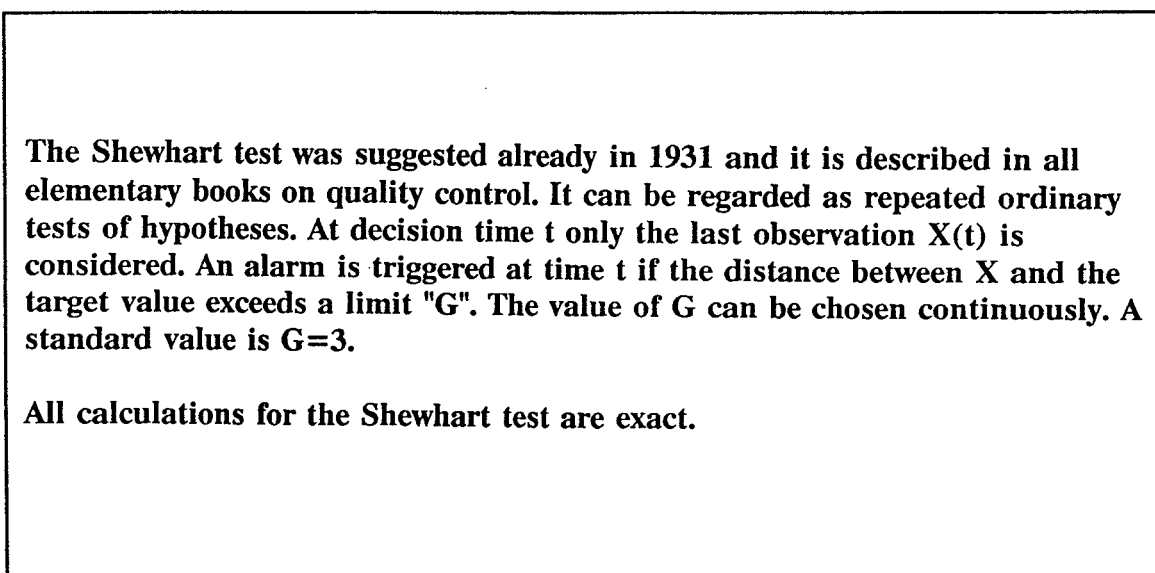 The Shewhart test was suggested already in 1931 and it is described in all
elementary books on quality control. It can be regarded as repeated ordinary
tests of hypotheses. At decision time t only the last observation X(t) is
considered. An alarm is triggered at time t if the distance between X and the
target value exceeds a limit "G". The value of G can be chosen continuously. A
standard value is G=3.
All calculations for the Shewhart test are exact.